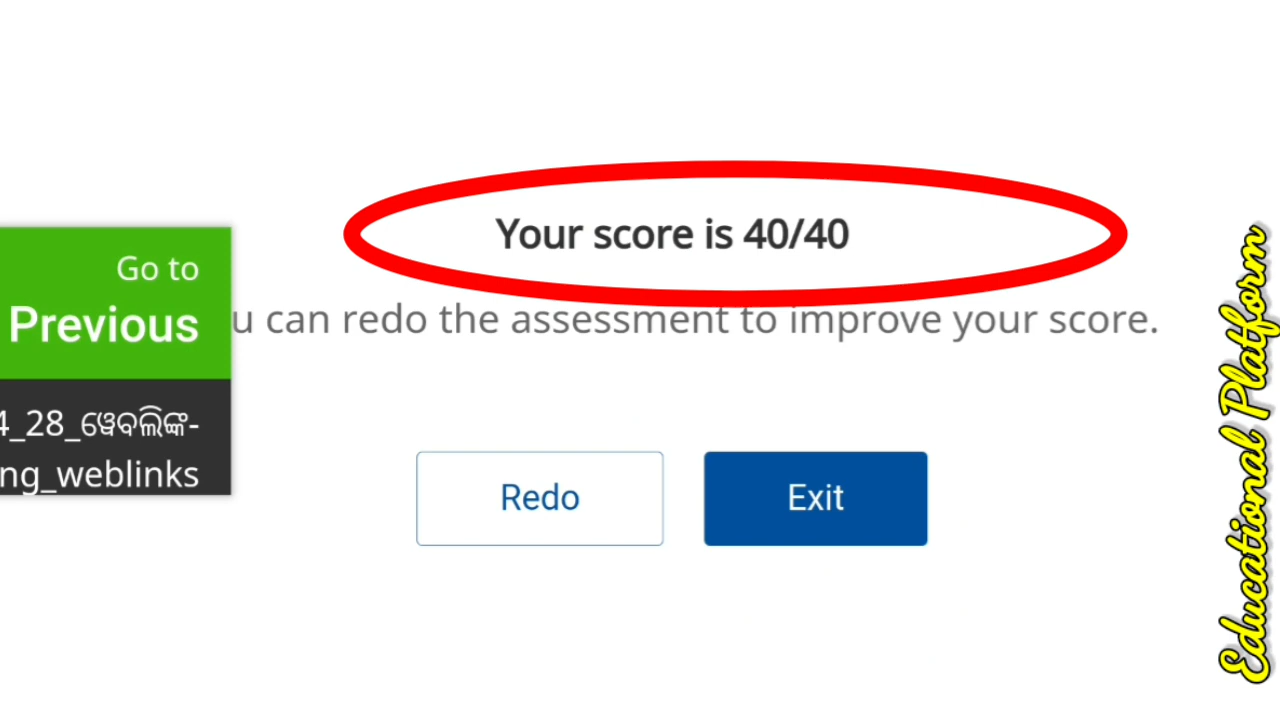 Your score is 40/40
Go to
Previous
u can redo the assessment to improve your score.
4_28_ୱେବଲିଙ୍କ-
ng_weblinks
Redo
Exit
Educational Platform